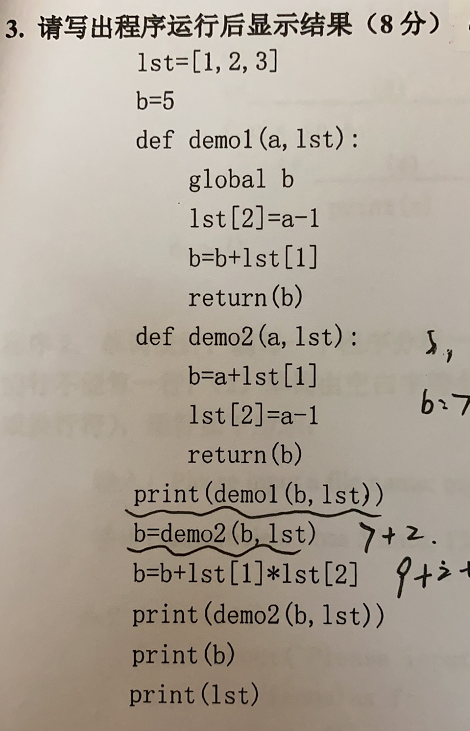 3. 请写出程序运行后显示结果（8分）
lst=[1,2,3]
b=5
def demo1(a,lst):
global b
lst[2]=a-1
b=b+lst[1]
return(b)
def demo2(a,lst):
b=a+lst[1]
lst[2]=a-1
b=7
return(b)
print(demo1(b,lst))
b=demo2(b,lst) 7+2.
b=b+lst[1]*lst[2] 9+2+
print(demo2(b,lst))
print(b)
print(lst)